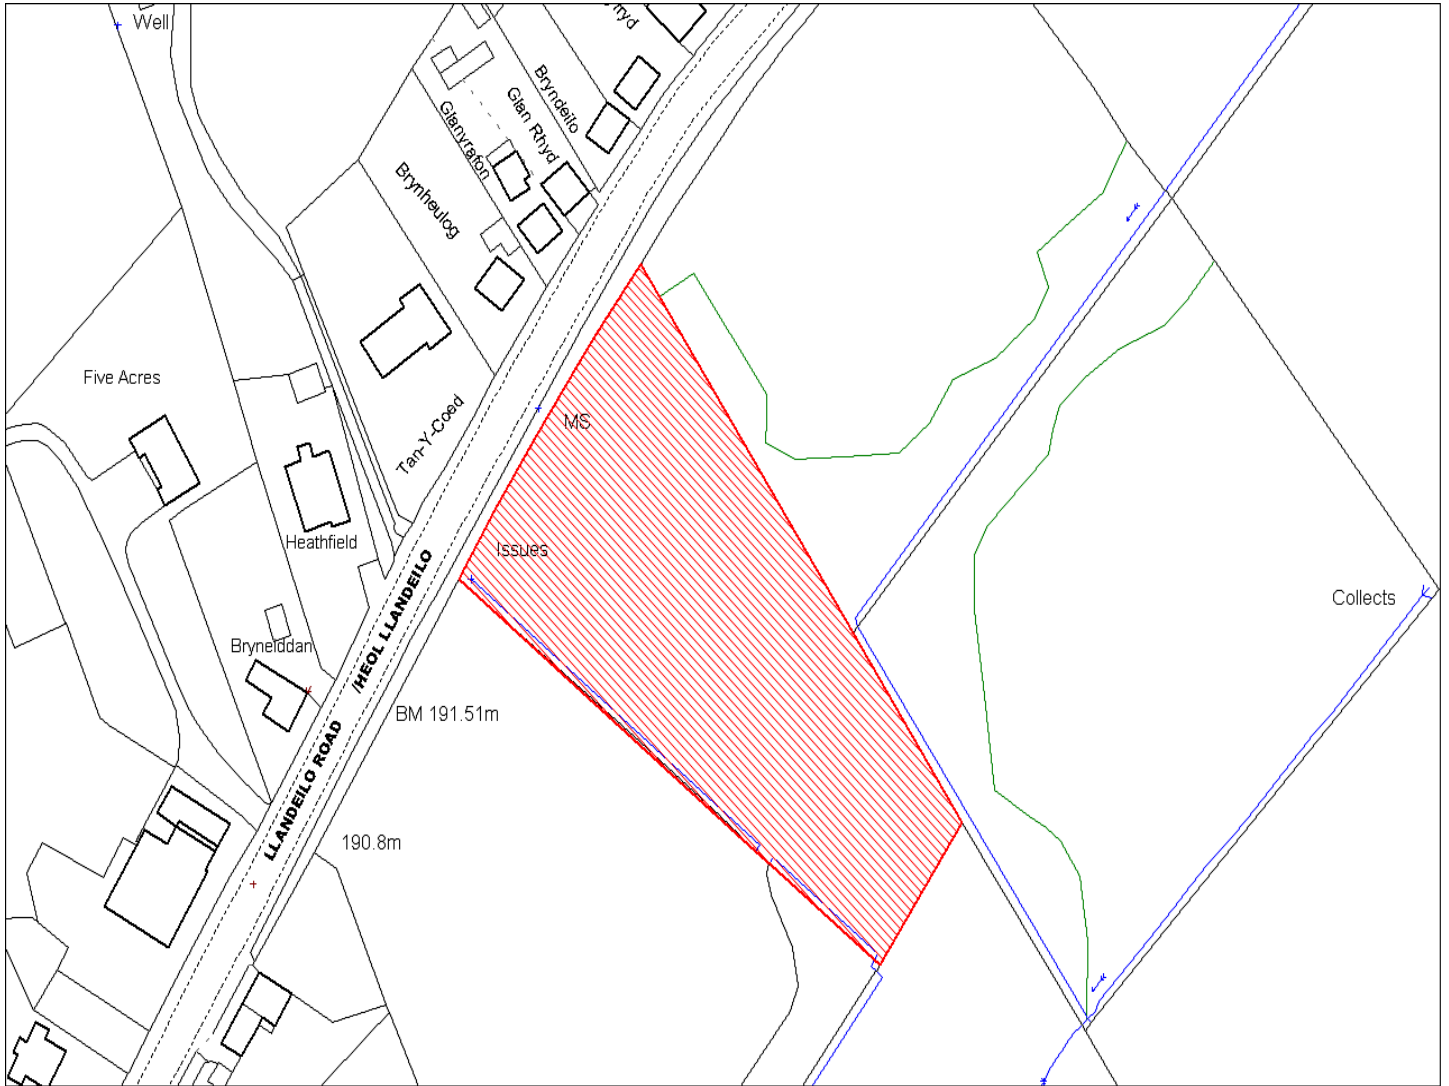 Well
Bryndeilo
Glan Rhyd
Glanyrafon
Brynheulog
Five Acres
Tan-Y-Coed
MS
Heathfield
Issues
Collects
Bryneiddan
LLANDEILO ROAD
/HEOL LLANDEILO
BM 191.51m
190.8m